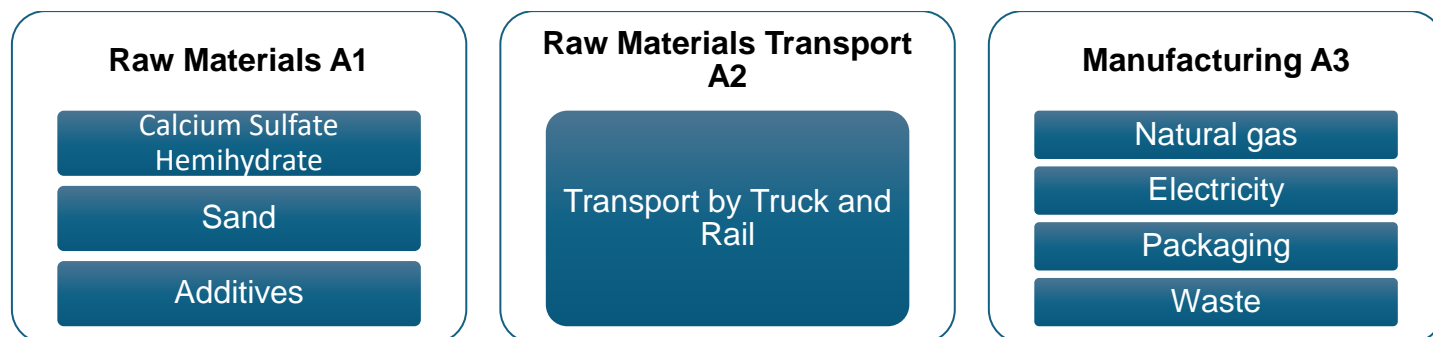 Raw Materials A1
Calcium Sulfate
Hemihydrate
Sand
Additives
Raw Materials Transport
A2
Transport by Truck and
Rail
Manufacturing A3
Natural gas
Electricity
Packaging
Waste